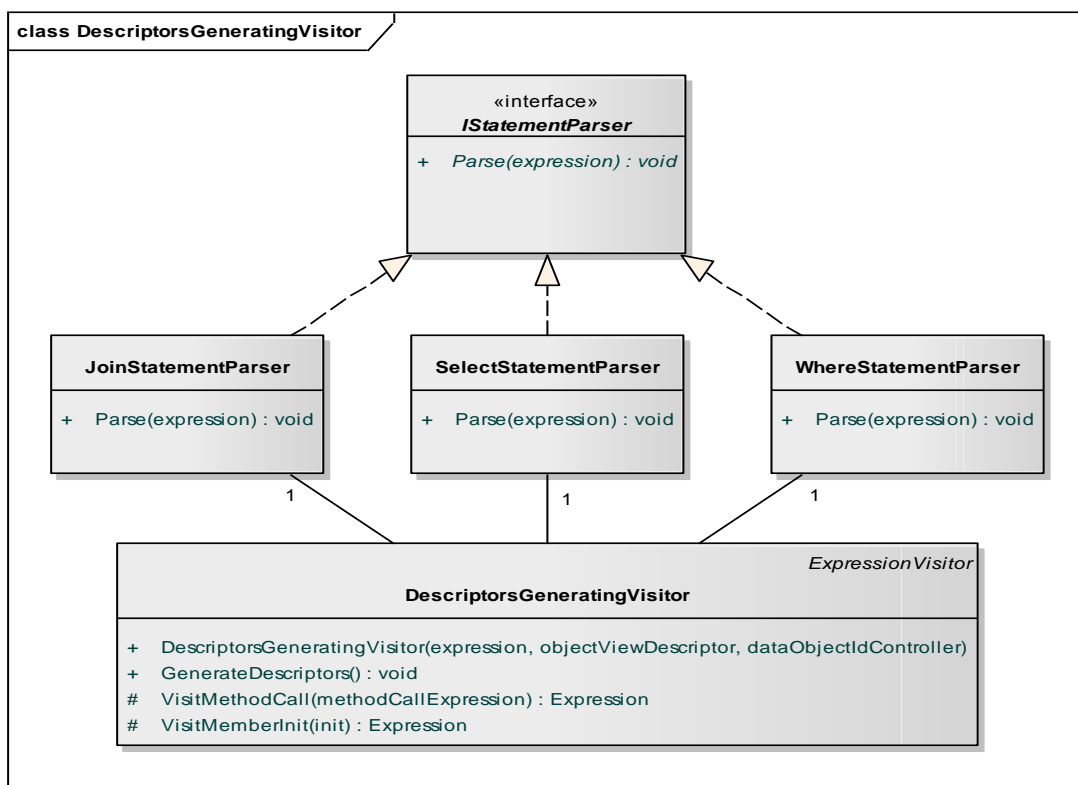 class DescriptorsGeneratingVisitor
«interface»
IStatementParser
+ Parse(expression) : void
JoinStatementParser
+ Parse(expression) : void
SelectStatementParser
+ Parse(expression) : void
WhereStatementParser
+ Parse(expression) : void
1
1
1
ExpressionVisitor
DescriptorsGeneratingVisitor
+ DescriptorsGeneratingVisitor(expression, objectViewDescriptor, dataObjectIdController)
+ GenerateDescriptors() : void
# VisitMethodCall(methodCallExpression) : Expression
# VisitMemberInit(init) : Expression